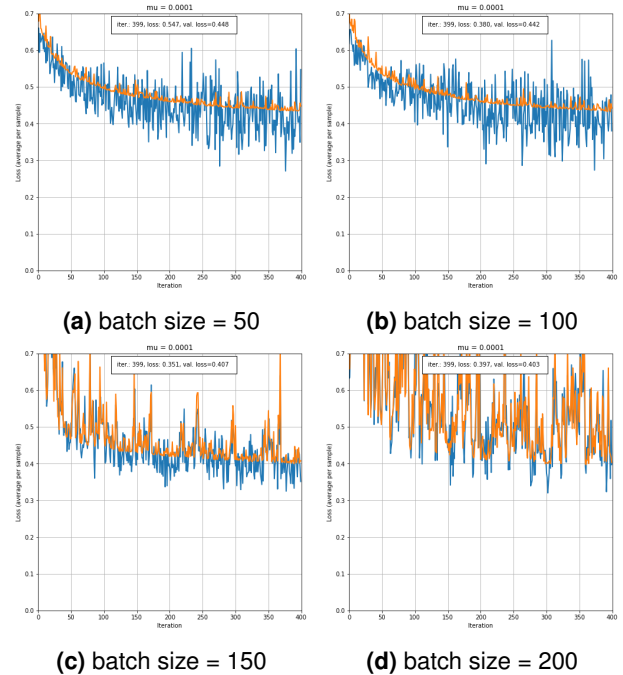 mu = 0.0001
iter.: 399, loss: 0.547, val. loss=0.448
Loss (average per sample)
0.7
0.6
0.5
0.4
0.3
0.2
0.1
0.0
0 50 100 150 200 250 300 350 400
Iteration
(a) batch size = 50
mu = 0.0001
iter.: 399, loss: 0.380, val. loss=0.442
Loss (average per sample)
0.7
0.6
0.5
0.4
0.3
0.2
0.1
0.0
0 50 100 150 200 250 300 350 400
Iteration
(b) batch size = 100
mu = 0.0001
iter.: 399, loss: 0.351, val. loss=0.407
Loss (average per sample)
0.7
0.6
0.5
0.4
0.3
0.2
0.1
0.0
0 50 100 150 200 250 300 350 400
Iteration
(c) batch size = 150
mu = 0.0001
iter.: 399, loss: 0.397, val. loss=0.403
Loss (average per sample)
0.7
0.6
0.5
0.4
0.3
0.2
0.1
0.0
0 50 100 150 200 250 300 350 400
Iteration
(d) batch size = 200